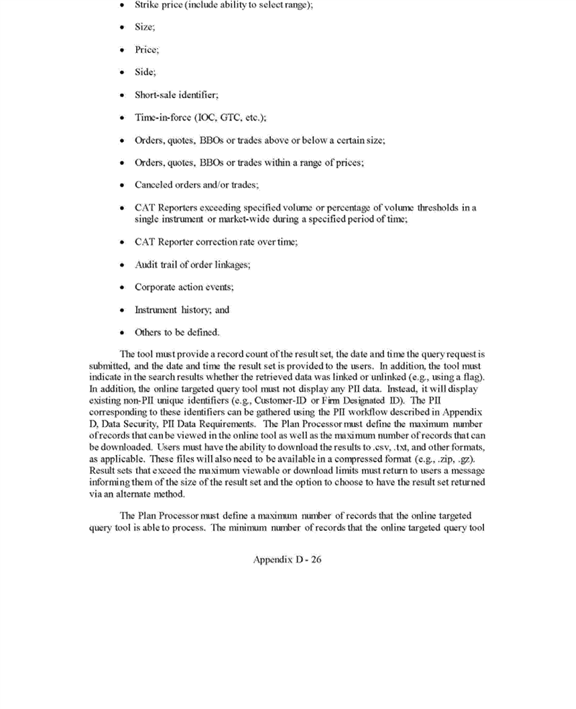 • Strike price (include ability to select range);
• Size;
• Price;
• Side;
• Short-sale identifier;
• Time-in-force (IOC, GTC, etc.);
• Orders, quotes, BBOs or trades above or below a certain size;
• Orders, quotes, BBOs or trades within a range of prices;
• Canceled orders and/or trades;
• CAT Reporters exceeding specified volume or percentage of volume thresholds in a
single instrument or market-wide during a specified period of time;
• CAT Reporter correction rate over time;
• Audit trail of order linkages;
• Corporate action events;
• Instrument history; and
• Others to be defined.
The tool must provide a record count of the result set, the date and time the query request is
submitted, and the date and time the result set is provided to the users. In addition, the tool must
indicate in the search results whether the retrieved data was linked or unlinked (e.g., using a flag).
In addition, the online targeted query tool must not display any PII data. Instead, it will display
existing non-PII unique identifiers (e.g., Customer-ID or Firm Designated ID). The PII
corresponding to these identifiers can be gathered using the PII workflow described in Appendix
D, Data Security, PII Data Requirements. The Plan Processor must define the maximum number
of records that can be viewed in the online tool as well as the maximum number of records that can
be downloaded. Users must have the ability to download the results to .csv, .txt, and other formats,
as applicable. These files will also need to be available in a compressed format (e.g., .zip, .gz).
Result sets that exceed the maximum viewable or download limits must return to users a message
informing them of the size of the result set and the option to choose to have the result set returned
via an alternate method.
The Plan Processor must define a maximum number of records that the online targeted
query tool is able to process. The minimum number of records that the online targeted query tool
Appendix D - 26